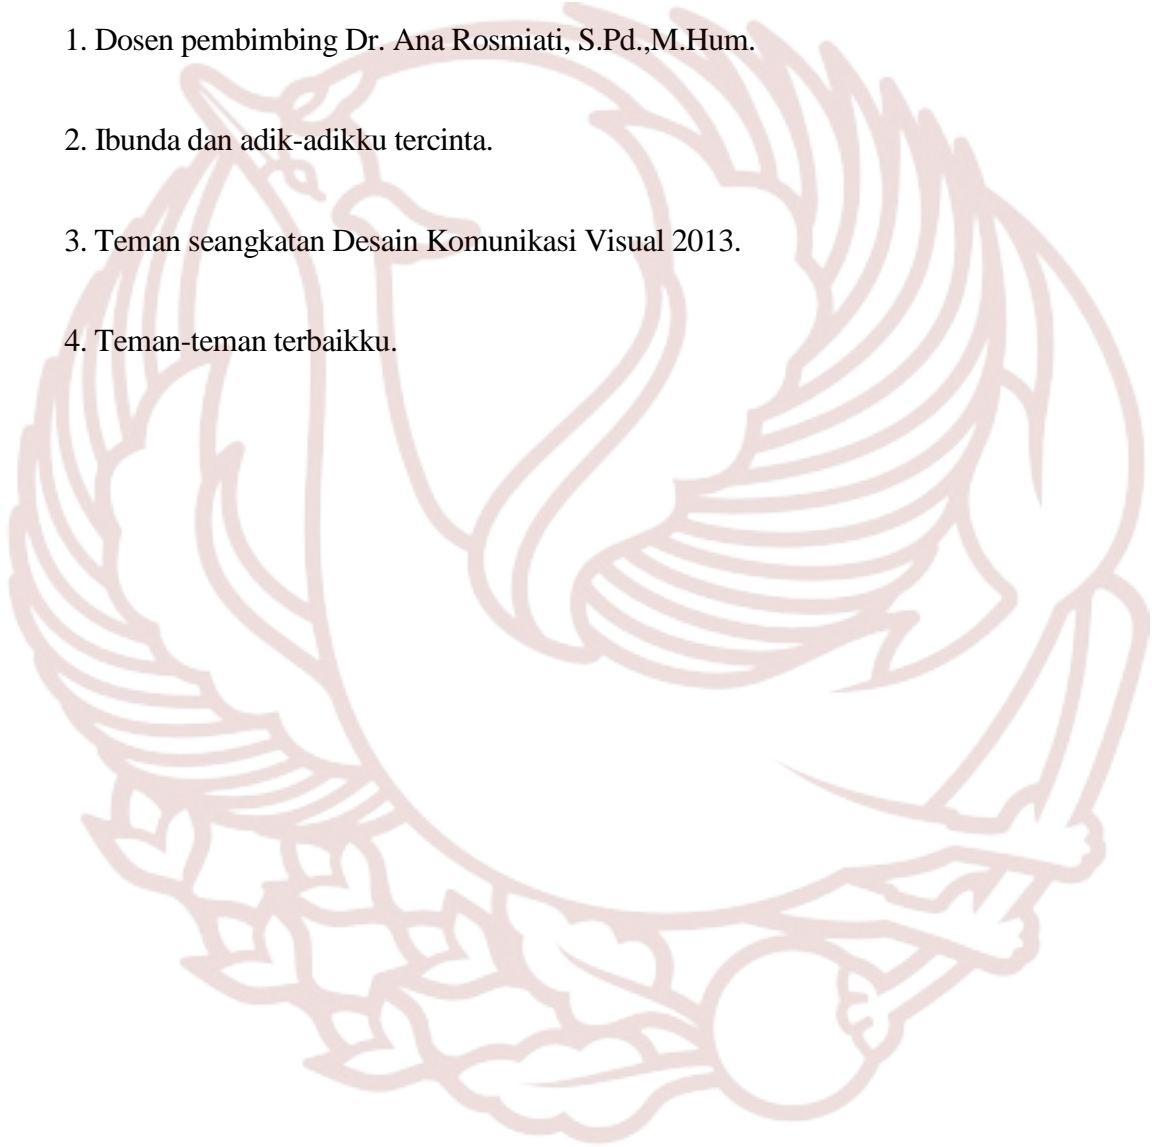 1. Dosen pembimbing Dr. Ana Rosmiati, S.Pd.,M.Hum.
2. Ibunda dan adik-adikku tercinta.
3. Teman seangkatan Desain Komunikasi Visual 2013.
4. Teman-teman terbaikku.